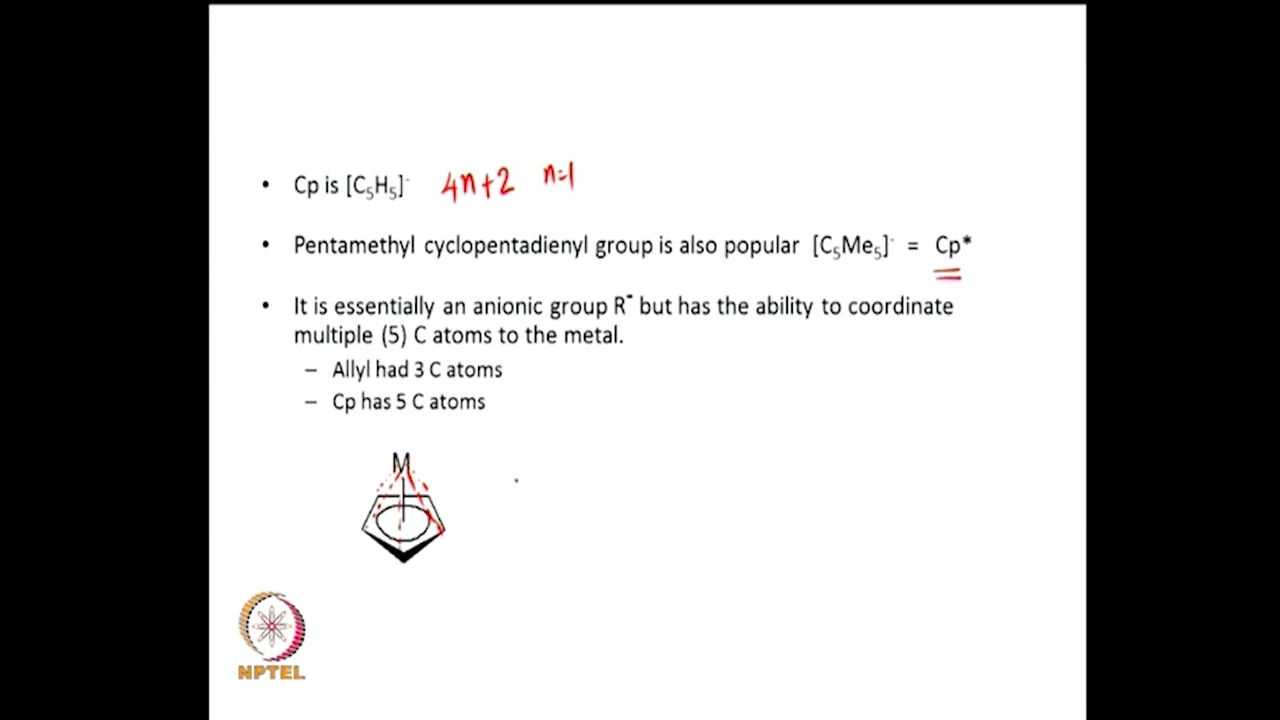 • Cp is [C₅H₅]⁻ 4n+2 n=1
• Pentamethyl cyclopentadienyl group is also popular [C₅Me₅]⁻ = Cp*
• It is essentially an anionic group R⁻ but has the ability to coordinate
multiple (5) C atoms to the metal.
– Allyl had 3 C atoms
– Cp has 5 C atoms
M
NPTEL